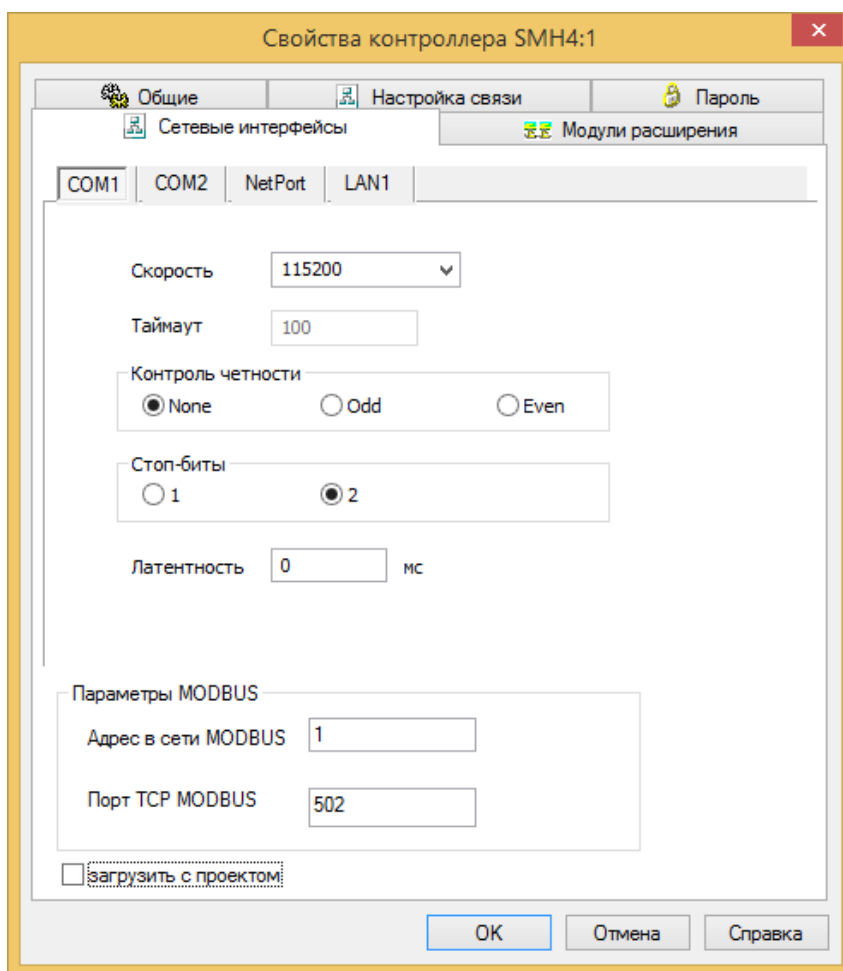 Свойства контроллера SMH4:1
Общие Настройка связи Пароль
Сетевые интерфейсы Модули расширения
COM1 COM2 NetPort LAN1
Скорость 115200
Таймаут 100
Контроль четности
None Odd Even
Стоп-биты
1 2
Латентность 0 мс
Параметры MODBUS
Адрес в сети MODBUS 1
Порт TCP MODBUS 502
загрузить с проектом
OK Отмена Справка